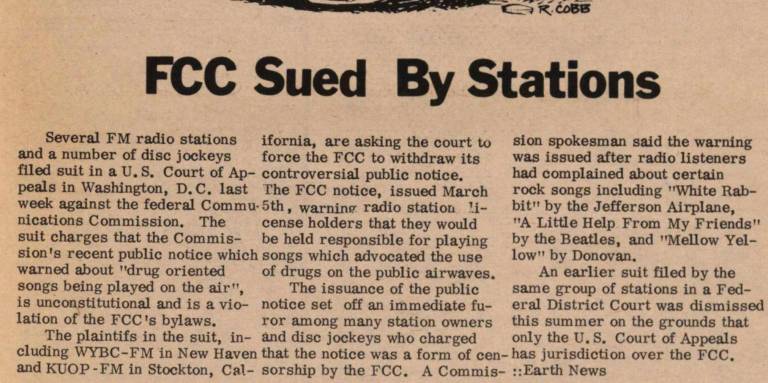 R. COBB
FCC Sued By Stations
Several FM radio stations
and a number of disc jockeys
filed suit in a U. S. Court of Ap-
peals in Washington, D. C. last
week against the federal Commu-
nications Commission. The
suit charges that the Commis-
sion's recent public notice which
warned about "drug oriented
songs being played on the air",
is unconstitutional and is a vio-
lation of the FCC's bylaws.
The plaintifs in the suit, in-
cluding WYBC-FM in New Haven
and KUOP-FM in Stockton, Cal-
ifornia, are asking the court to
force the FCC to withdraw its
controversial public notice.
The FCC notice, issued March
5th, warning radio station li-
cense holders that they would
be held responsible for playing
songs which advocated the use
of drugs on the public airwaves.
The issuance of the public
notice set off an immediate fu-
ror among many station owners
and disc jockeys who charged
that the notice was a form of cen-
sorship by the FCC. A Commis-
sion spokesman said the warning
was issued after radio listeners
had complained about certain
rock songs including "White Rab-
bit" by the Jefferson Airplane,
"A Little Help From My Friends"
by the Beatles, and "Mellow Yel-
low" by Donovan.
An earlier suit filed by the
same group of stations in a Fed-
eral District Court was dismissed
this summer on the grounds that
only the U. S. Court of Appeals
has jurisdiction over the FCC.
::Earth News